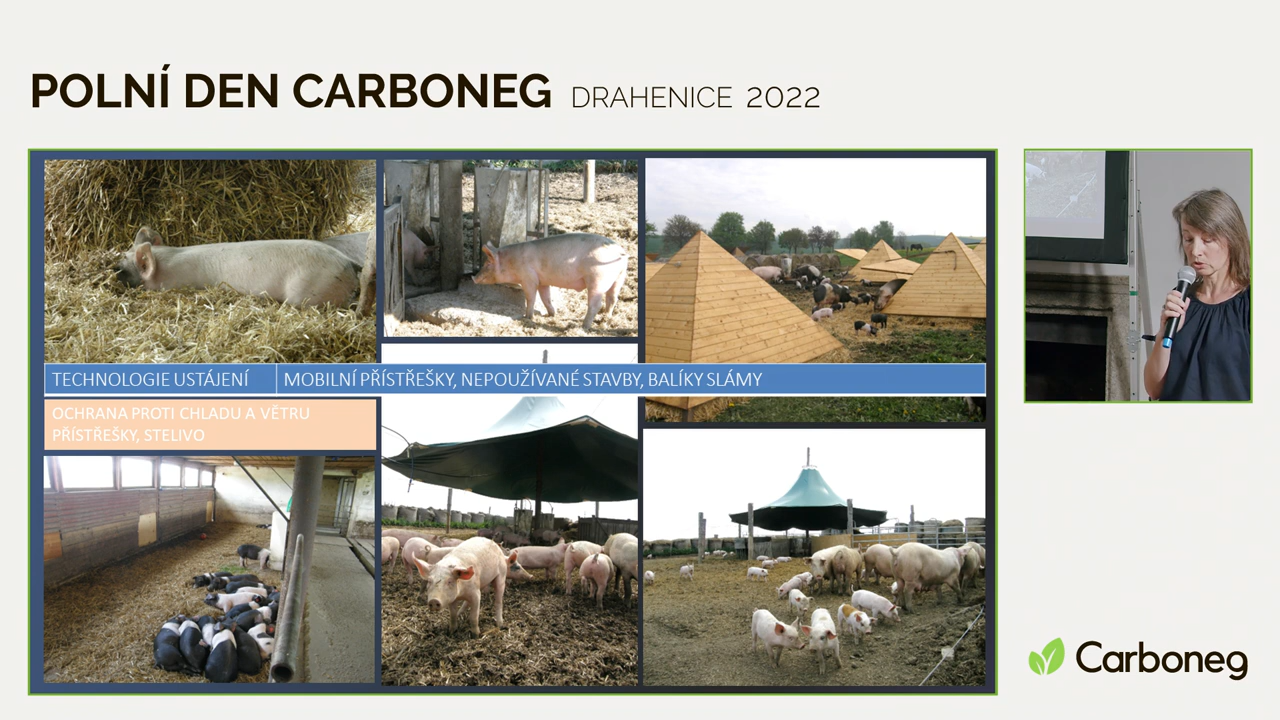 POLNÍ DEN CARBONEG DRAHENICE 2022
TECHNOLOGIE USTÁJENÍ MOBILNÍ PŘÍSTŘEŠKY, NEPOUŽÍVANÉ STAVBY, BALÍKY SLÁMY
OCHRANA PROTI CHLADU A VĚTRU
PŘÍSTŘEŠKY, STELIVO
Carboneg